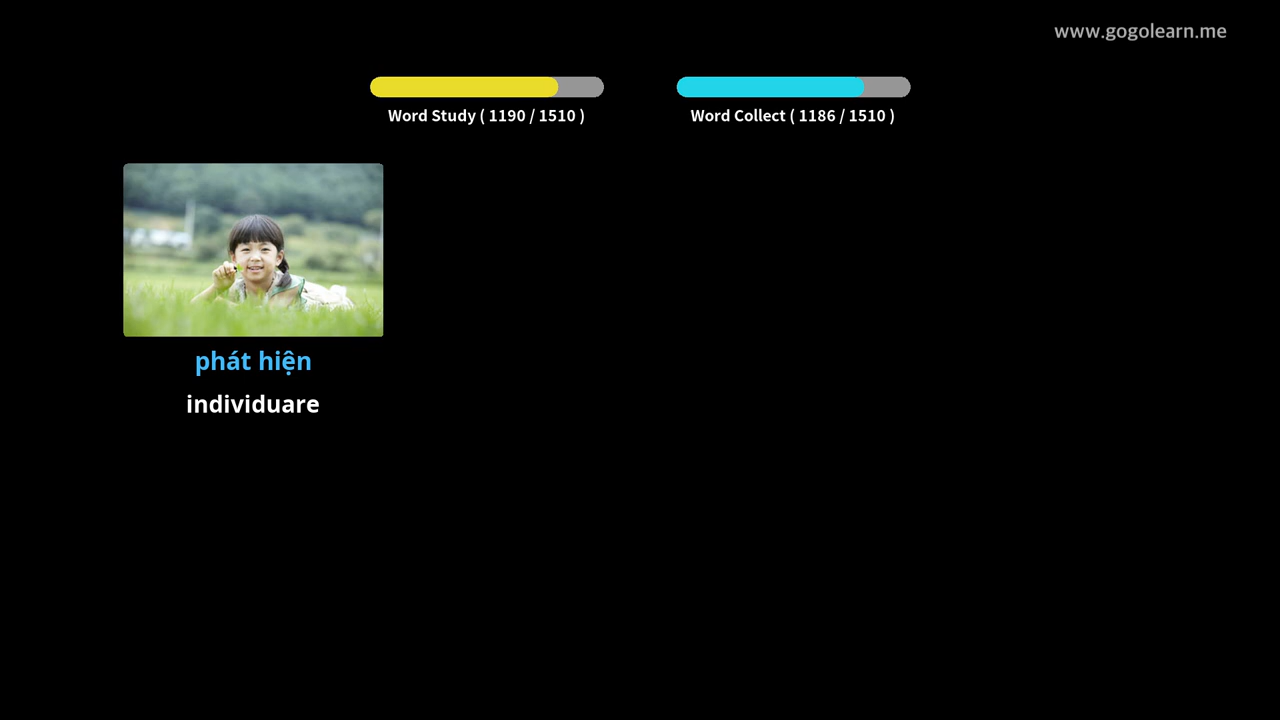 www.gogolearn.me
Word Study ( 1190 / 1510 )
Word Collect ( 1186 / 1510 )
phát hiện
individuare